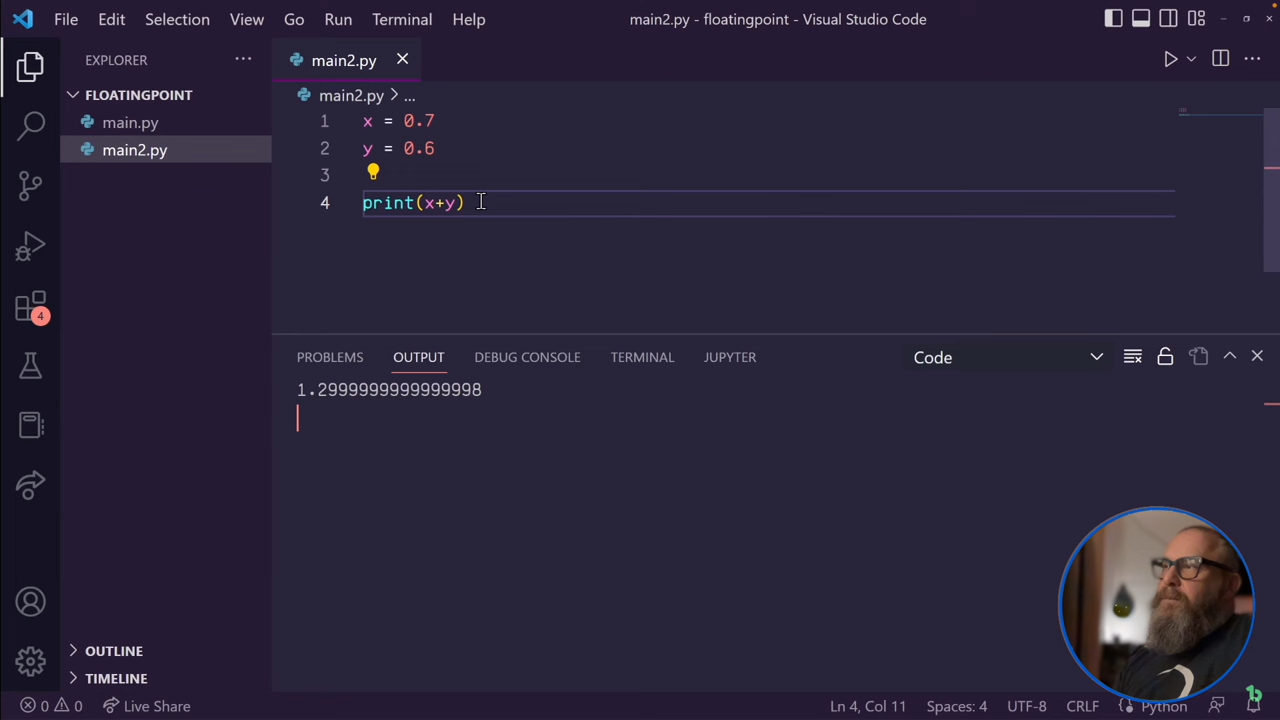 File Edit Selection View Go Run Terminal Help main2.py - floatingpoint - Visual Studio Code
EXPLORER
main2.py
FLOATINGPOINT
main.py
main2.py
main2.py > ...
1 x = 0.7
2 y = 0.6
3
4 print(x+y)
PROBLEMS OUTPUT DEBUG CONSOLE TERMINAL JUPYTER Code
1.2999999999999998
4
OUTLINE
TIMELINE
0 0 Live Share Ln 4, Col 11 Spaces: 4 UTF-8 CRLF Python